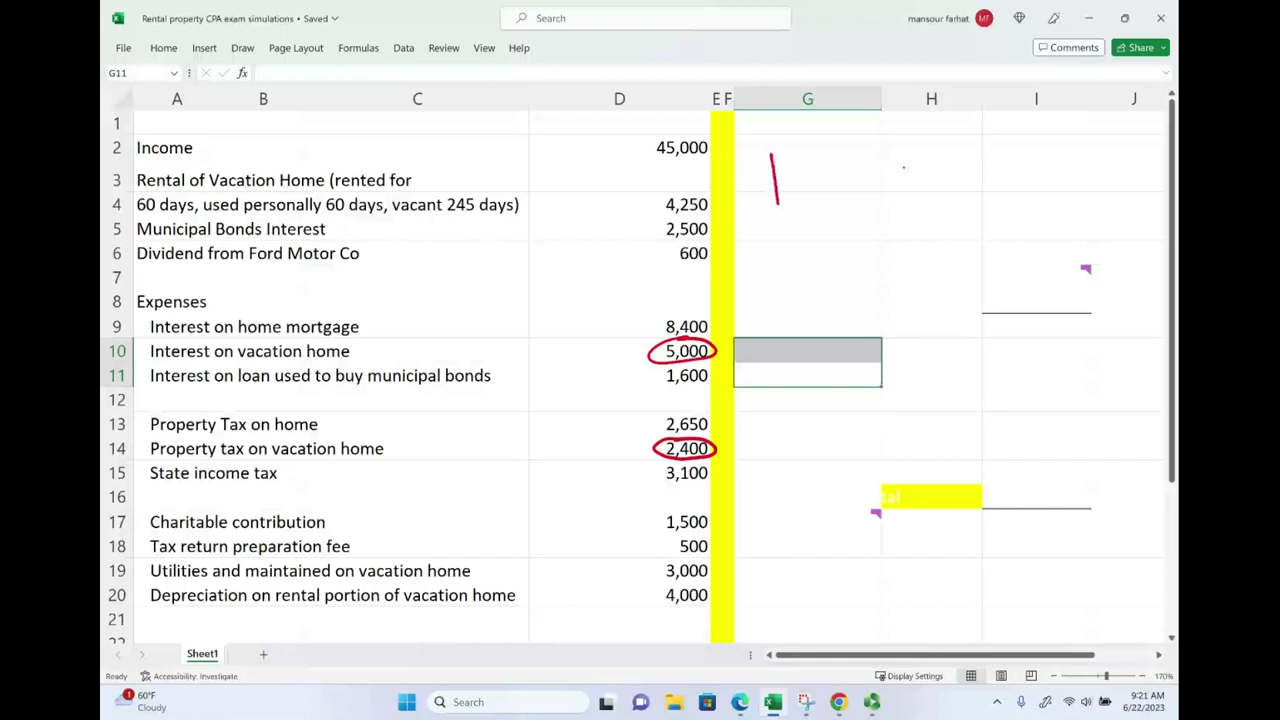 Rental property CPA exam simulations • Saved
Search
mansour farhat
MF
File Home Insert Draw Page Layout Formulas Data Review View Help
Comments
Share
G11
fx
A B C D E F G H I J
1
2 Income 45,000
3 Rental of Vacation Home (rented for
4 60 days, used personally 60 days, vacant 245 days) 4,250
5 Municipal Bonds Interest 2,500
6 Dividend from Ford Motor Co 600
7
8 Expenses
9 Interest on home mortgage 8,400
10 Interest on vacation home 5,000
11 Interest on loan used to buy municipal bonds 1,600
12
13 Property Tax on home 2,650
14 Property tax on vacation home 2,400
15 State income tax 3,100
16 tal
17 Charitable contribution 1,500
18 Tax return preparation fee 500
19 Utilities and maintained on vacation home 3,000
20 Depreciation on rental portion of vacation home 4,000
21
22
Sheet1
Ready
Accessibility: Investigate
Display Settings
170%
1
60°F
Cloudy
Search
9:21 AM
6/22/2023